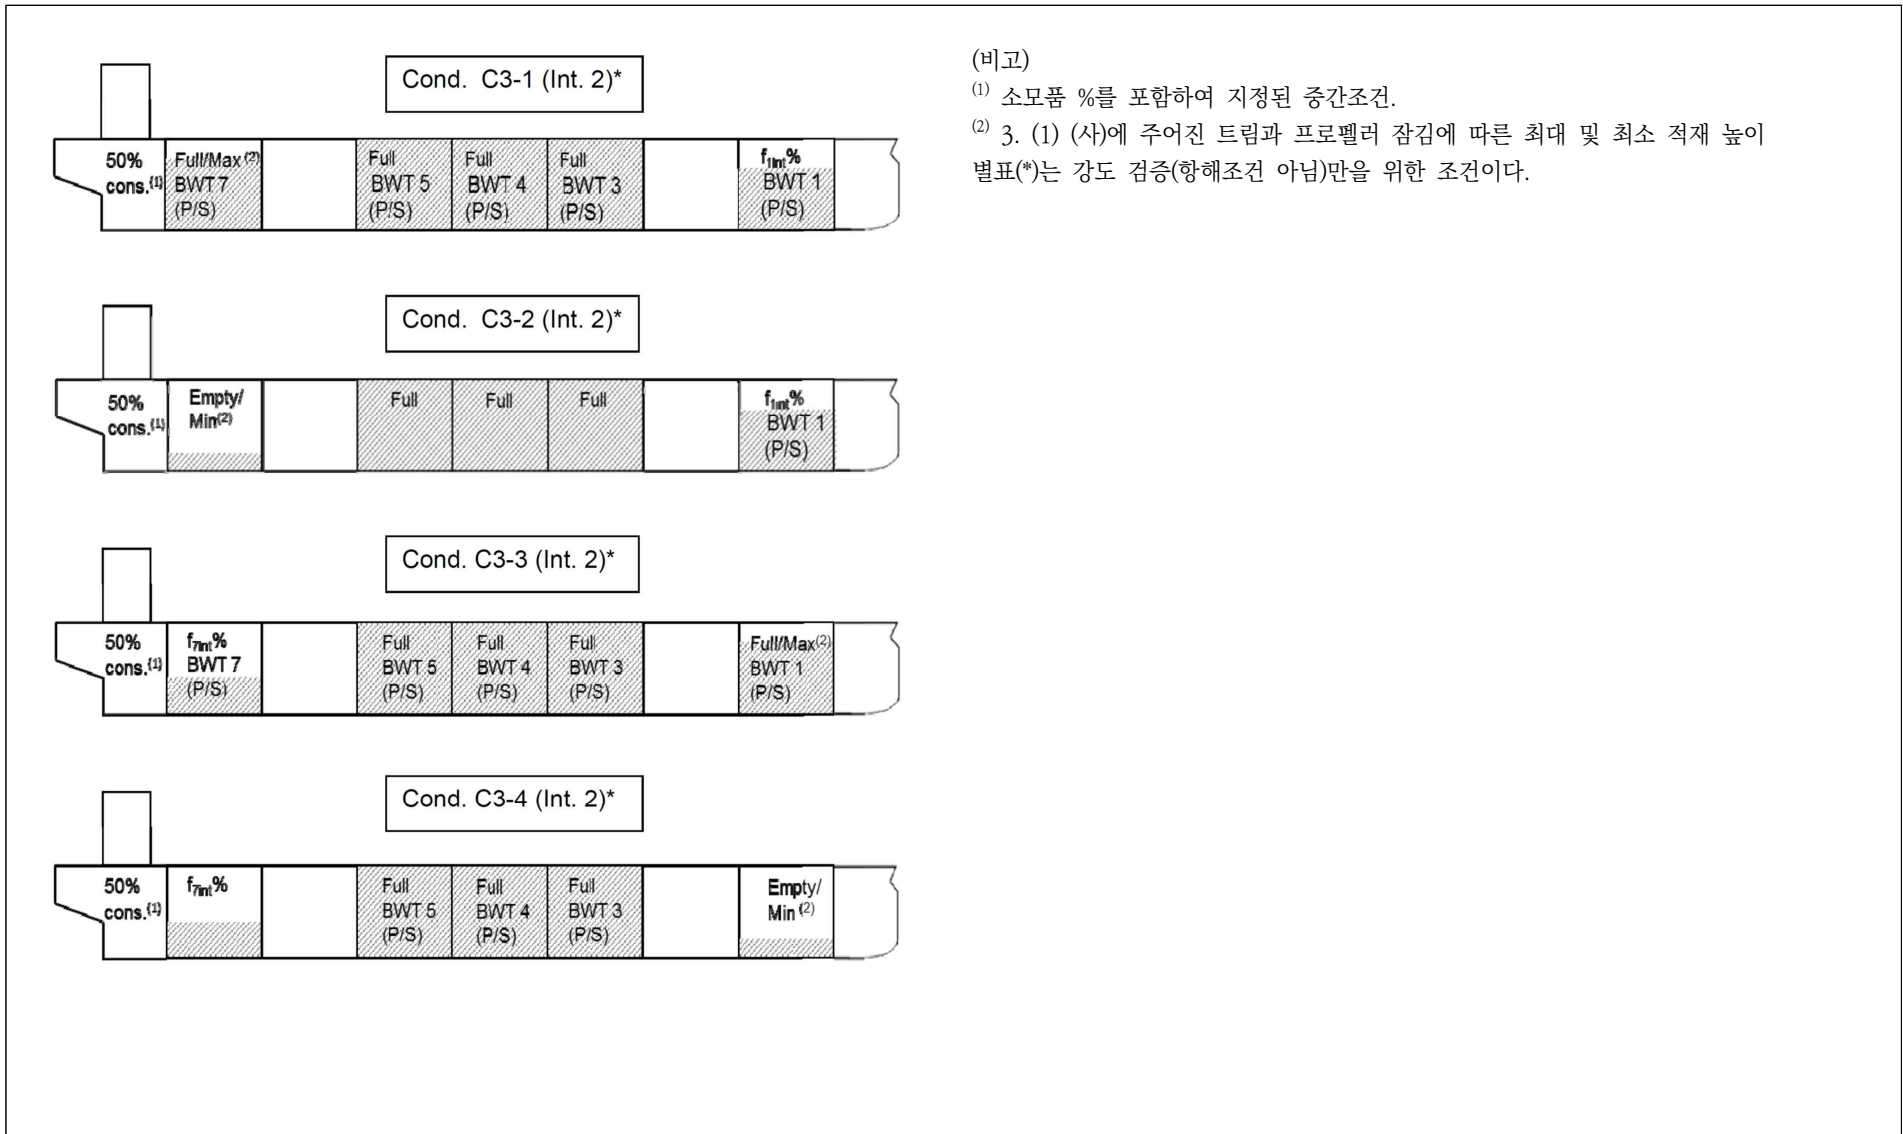 Cond. C3-1 (Int. 2)*
50% cons.(1)
Full/Max (2) BWT 7 (P/S)
Full BWT 5 (P/S)
Full BWT 4 (P/S)
Full BWT 3 (P/S)
f1int% BWT 1 (P/S)
Cond. C3-2 (Int. 2)*
50% cons.(1)
Empty/ Min(2)
Full
Full
Full
f1int% BWT 1 (P/S)
Cond. C3-3 (Int. 2)*
50% cons.(1)
f7int% BWT 7 (P/S)
Full BWT 5 (P/S)
Full BWT 4 (P/S)
Full BWT 3 (P/S)
Full/Max(2) BWT 1 (P/S)
Cond. C3-4 (Int. 2)*
50% cons.(1)
f7int%
Full BWT 5 (P/S)
Full BWT 4 (P/S)
Full BWT 3 (P/S)
Empty/ Min (2)
(비고)
(1) 소모품 %를 포함하여 지정된 중간조건.
(2) 3. (1) (사)에 주어진 트림과 프로펠러 잠김에 따른 최대 및 최소 적재 높이
별표(*)는 강도 검증(항해조건 아님)만을 위한 조건이다.